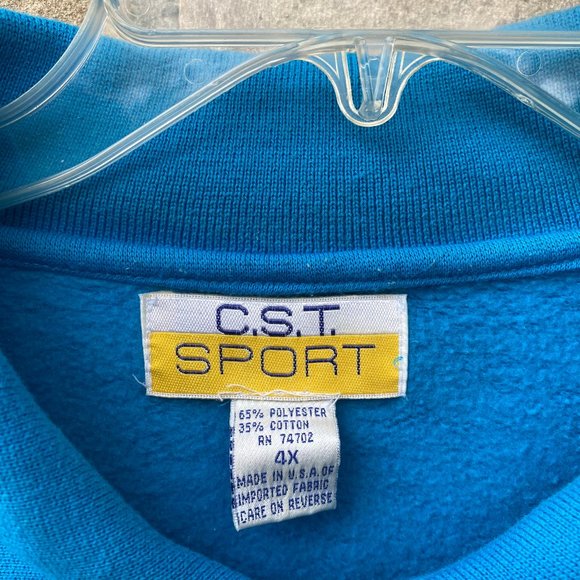 C.S.T.
SPORT
65% POLYESTER
35% COTTON
RN 74702
4X
MADE IN U.S.A.OF
IMPORTED FABRIC
CARE ON REVERSE